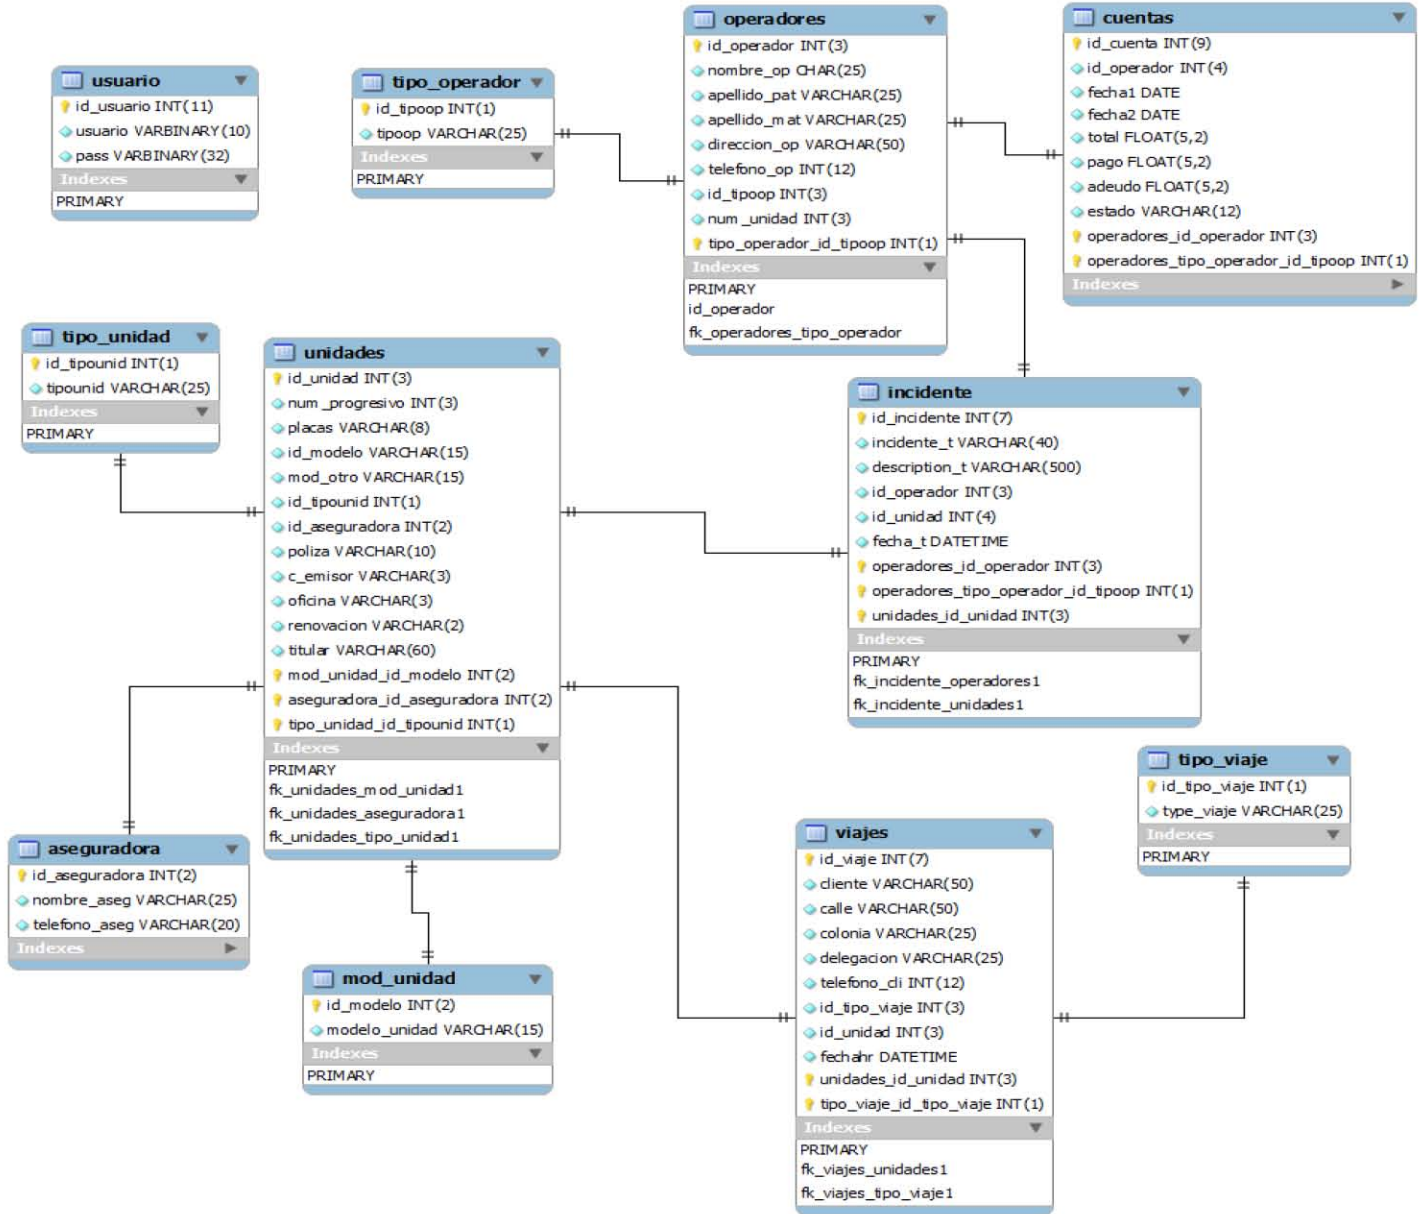 usuario
id_usuario INT(11)
usuario VARBINARY(10)
pass VARBINARY(32)
Indexes
PRIMARY
tipo_operador
id_tipoop INT(1)
tipoop VARCHAR(25)
Indexes
PRIMARY
operadores
id_operador INT(3)
nombre_op CHAR(25)
apellido_pat VARCHAR(25)
apellido_mat VARCHAR(25)
direccion_op VARCHAR(50)
telefono_op INT(12)
id_tipoop INT(3)
num_unidad INT(3)
tipo_operador_id_tipoop INT(1)
Indexes
PRIMARY
id_operador
fk_operadores_tipo_operador
cuentas
id_cuenta INT(9)
id_operador INT(4)
fecha1 DATE
fecha2 DATE
total FLOAT(5,2)
pago FLOAT(5,2)
adeudo FLOAT(5,2)
estado VARCHAR(12)
operadores_id_operador INT(3)
operadores_tipo_operador_id_tipoop INT(1)
Indexes
tipo_unidad
id_tipounid INT(1)
tipounid VARCHAR(25)
Indexes
PRIMARY
unidades
id_unidad INT(3)
num_progresivo INT(3)
placas VARCHAR(8)
id_modelo VARCHAR(15)
mod_otro VARCHAR(15)
id_tipounid INT(1)
id_aseguradora INT(2)
poliza VARCHAR(10)
c_emisor VARCHAR(3)
oficina VARCHAR(3)
renovacion VARCHAR(2)
titular VARCHAR(60)
mod_unidad_id_modelo INT(2)
aseguradora_id_aseguradora INT(2)
tipo_unidad_id_tipounid INT(1)
Indexes
PRIMARY
fk_unidades_mod_unidad1
fk_unidades_aseguradora1
fk_unidades_tipo_unidad1
incidente
id_incidente INT(7)
incidente_t VARCHAR(40)
description_t VARCHAR(500)
id_operador INT(3)
id_unidad INT(4)
fecha_t DATETIME
operadores_id_operador INT(3)
operadores_tipo_operador_id_tipoop INT(1)
unidades_id_unidad INT(3)
Indexes
PRIMARY
fk_incidente_operadores1
fk_incidente_unidades1
aseguradora
id_aseguradora INT(2)
nombre_aseg VARCHAR(25)
telefono_aseg VARCHAR(20)
Indexes
mod_unidad
id_modelo INT(2)
modelo_unidad VARCHAR(15)
Indexes
PRIMARY
viajes
id_viaje INT(7)
cliente VARCHAR(50)
calle VARCHAR(50)
colonia VARCHAR(25)
delegacion VARCHAR(25)
telefono_cli INT(12)
id_tipo_viaje INT(3)
id_unidad INT(3)
fechahr DATETIME
unidades_id_unidad INT(3)
tipo_viaje_id_tipo_viaje INT(1)
Indexes
PRIMARY
fk_viajes_unidades1
fk_viajes_tipo_viaje1
tipo_viaje
id_tipo_viaje INT(1)
type_viaje VARCHAR(25)
Indexes
PRIMARY